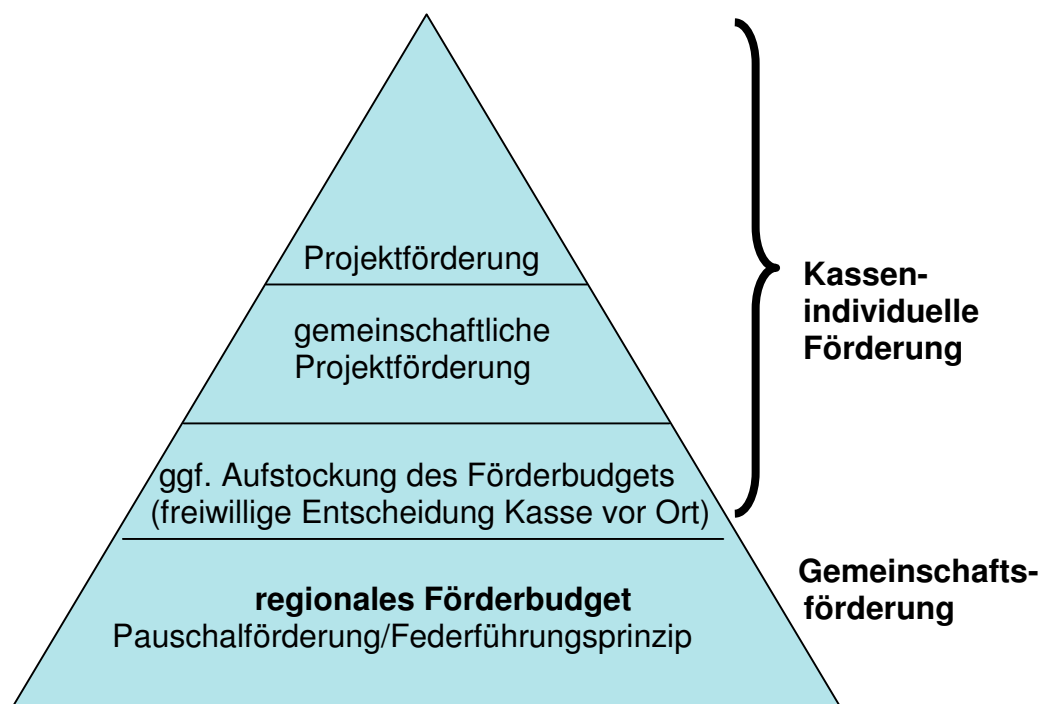 Projektförderung
gemeinschaftliche
Projektförderung
ggf. Aufstockung des Förderbudgets
(freiwillige Entscheidung Kasse vor Ort)
regionales Förderbudget
Pauschalförderung/Federführungsprinzip
Kassen-
individuelle
Förderung
Gemeinschafts-
förderung